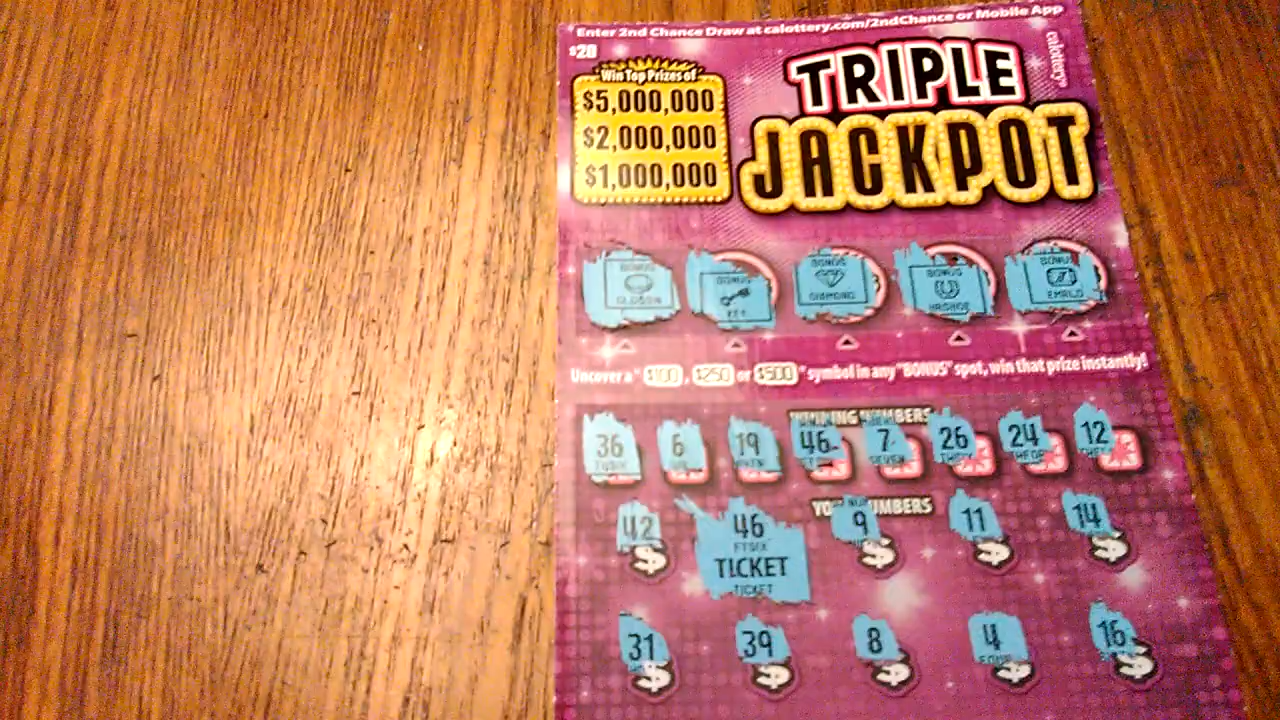 Enter 2nd Chance Draw at calottery.com/2ndChance or Mobile App
$20
calottery
Win Top Prizes of
$5,000,000
$2,000,000
$1,000,000
TRIPLE
JACKPOT
BONUS BONUS BONUS BONUS BONUS
KEY DIAMOND HRSHOE EMRLD
Uncover a "$100", "$250" or "$500" symbol in any "BONUS" spot, win that prize instantly!
WINNING NUMBERS
36 6 19 46 7 26 24 12
SEVEN
YOUR NUMBERS
42 46 9 11 14
FTSIX
TICKET
TICKET
31 39 8 4 16